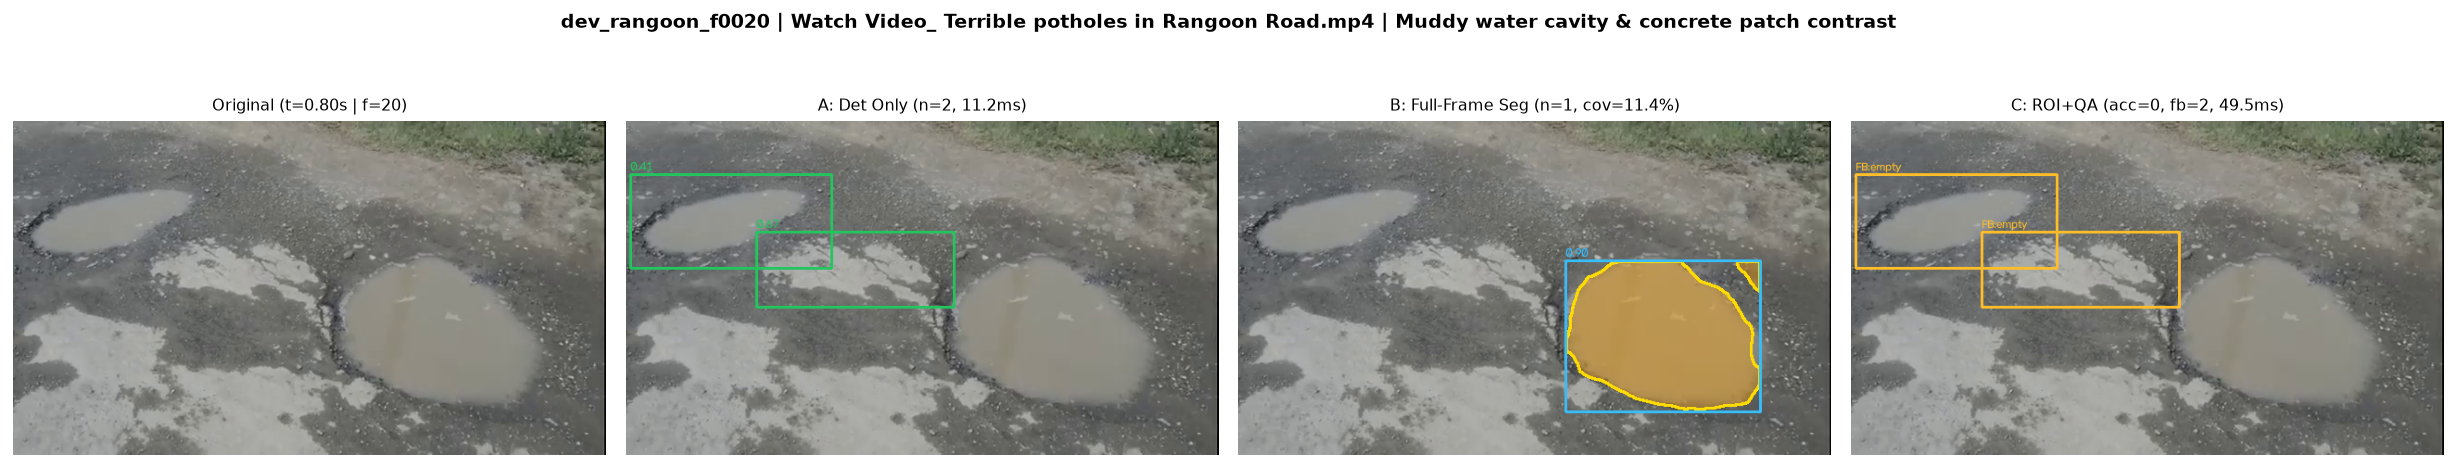 dev_rangoon_f0020 | Watch Video_ Terrible potholes in Rangoon Road.mp4 | Muddy water cavity & concrete patch contrast
Original (t=0.80s | f=20)
A: Det Only (n=2, 11.2ms)
B: Full-Frame Seg (n=1, cov=11.4%)
C: ROI+QA (acc=0, fb=2, 49.5ms)
0.41
0.90
FB:empty
FB:empty